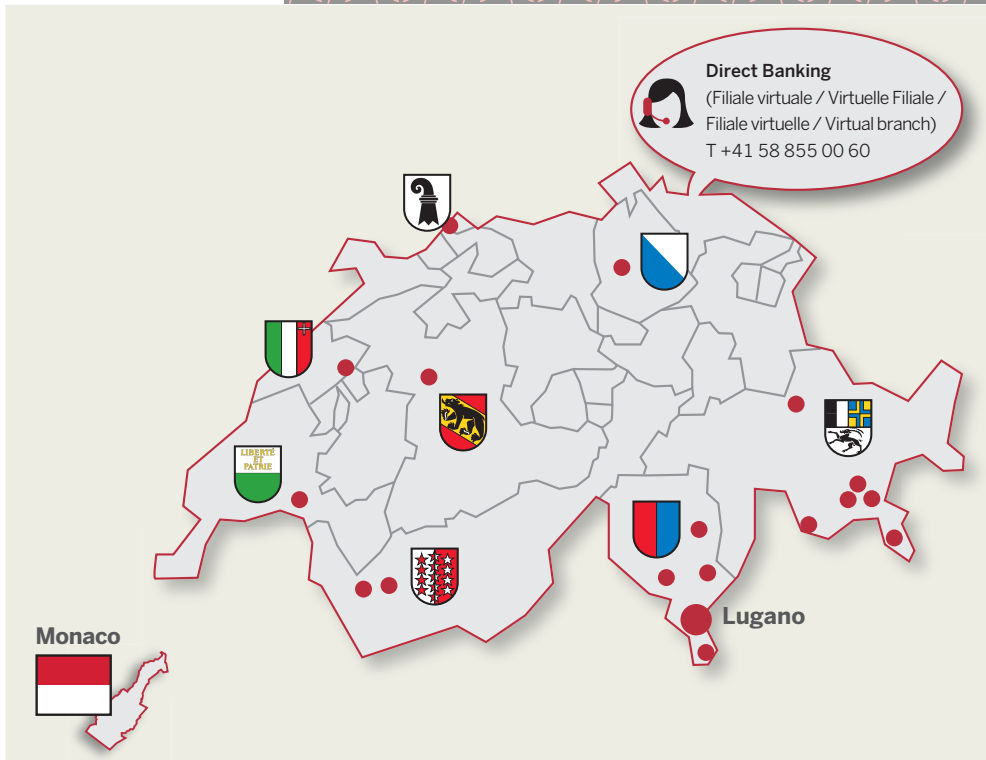 Direct Banking
(Filiale virtuale / Virtuelle Filiale /
Filiale virtuelle / Virtual branch)
T +41 58 855 00 60
LIBERTÉ
ET
PATRIE
Lugano
Monaco